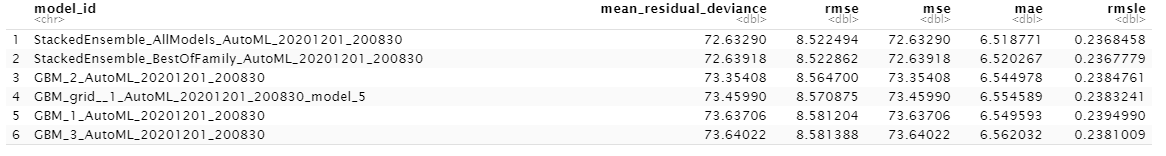 model_id mean_residual_deviance rmse mse mae rmsle
<chr> <dbl> <dbl> <dbl> <dbl> <dbl>
1 StackedEnsemble_AllModels_AutoML_20201201_200830 72.63290 8.522494 72.63290 6.518771 0.2368458
2 StackedEnsemble_BestOfFamily_AutoML_20201201_200830 72.63918 8.522862 72.63918 6.520267 0.2367779
3 GBM_2_AutoML_20201201_200830 73.35408 8.564700 73.35408 6.544978 0.2384761
4 GBM_grid__1_AutoML_20201201_200830_model_5 73.45990 8.570875 73.45990 6.554589 0.2383241
5 GBM_1_AutoML_20201201_200830 73.63706 8.581204 73.63706 6.549593 0.2394990
6 GBM_3_AutoML_20201201_200830 73.64022 8.581388 73.64022 6.562032 0.2381009